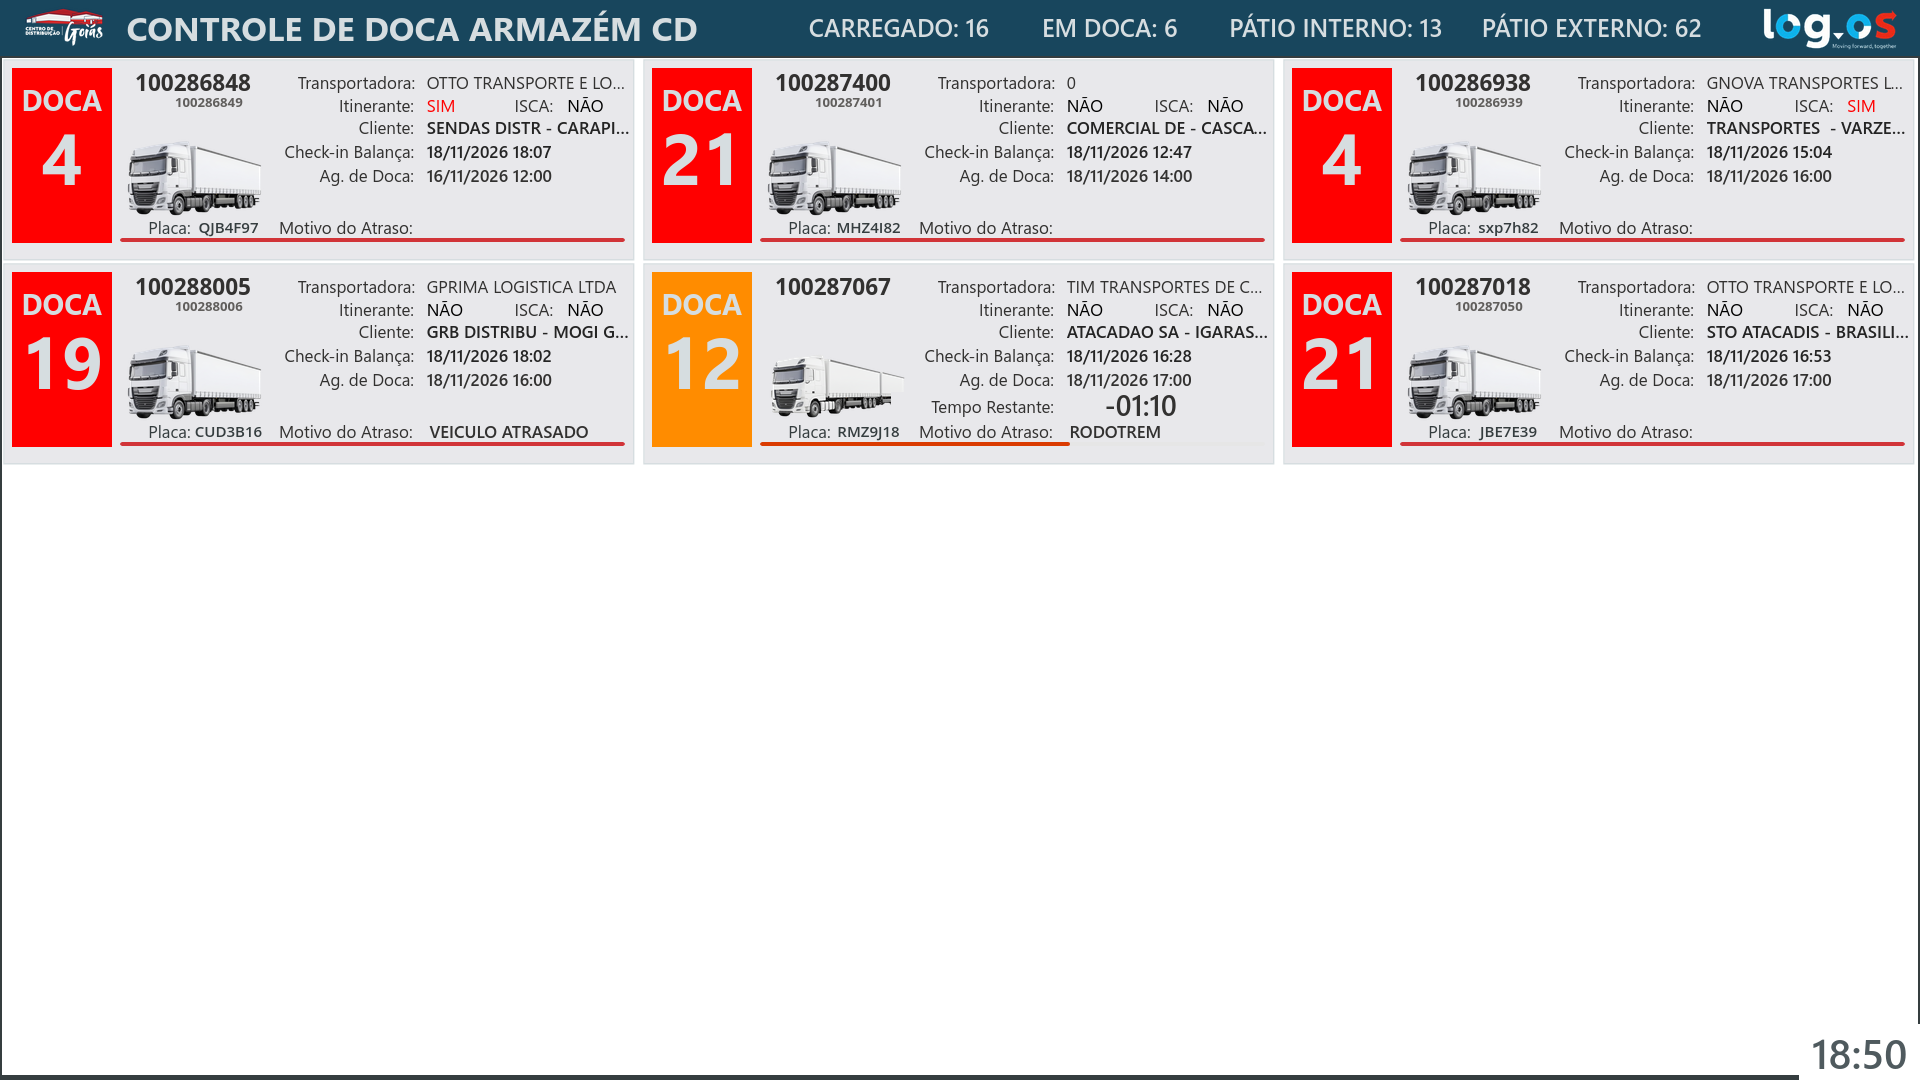 CENTRO DE DISTRIBUIÇÃO Goiás
CONTROLE DE DOCA ARMAZÉM CD
CARREGADO: 16
EM DOCA: 6
PÁTIO INTERNO: 13
PÁTIO EXTERNO: 62
log.os
Moving forward, together
DOCA
4
100286848
100286849
Transportadora: OTTO TRANSPORTE E LO...
Itinerante: SIM ISCA: NÃO
Cliente: SENDAS DISTR - CARAPI...
Check-in Balança: 18/11/2026 18:07
Ag. de Doca: 16/11/2026 12:00
Placa: QJB4F97 Motivo do Atraso:
DOCA
21
100287400
100287401
Transportadora: 0
Itinerante: NÃO ISCA: NÃO
Cliente: COMERCIAL DE - CASCA...
Check-in Balança: 18/11/2026 12:47
Ag. de Doca: 18/11/2026 14:00
Placa: MHZ4I82 Motivo do Atraso:
DOCA
4
100286938
100286939
Transportadora: GNOVA TRANSPORTES L...
Itinerante: NÃO ISCA: SIM
Cliente: TRANSPORTES - VARZE...
Check-in Balança: 18/11/2026 15:04
Ag. de Doca: 18/11/2026 16:00
Placa: sxp7h82 Motivo do Atraso:
DOCA
19
100288005
100288006
Transportadora: GPRIMA LOGISTICA LTDA
Itinerante: NÃO ISCA: NÃO
Cliente: GRB DISTRIBU - MOGI G...
Check-in Balança: 18/11/2026 18:02
Ag. de Doca: 18/11/2026 16:00
Placa: CUD3B16 Motivo do Atraso: VEICULO ATRASADO
DOCA
12
100287067
Transportadora: TIM TRANSPORTES DE C...
Itinerante: NÃO ISCA: NÃO
Cliente: ATACADAO SA - IGARAS...
Check-in Balança: 18/11/2026 16:28
Ag. de Doca: 18/11/2026 17:00
Tempo Restante: -01:10
Placa: RMZ9J18 Motivo do Atraso: RODOTREM
DOCA
21
100287018
100287050
Transportadora: OTTO TRANSPORTE E LO...
Itinerante: NÃO ISCA: NÃO
Cliente: STO ATACADIS - BRASILI...
Check-in Balança: 18/11/2026 16:53
Ag. de Doca: 18/11/2026 17:00
Placa: JBE7E39 Motivo do Atraso:
18:50